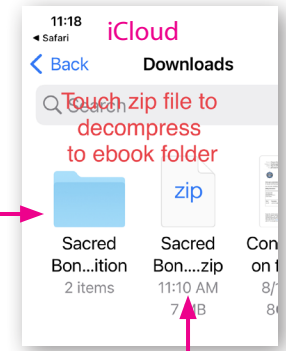 11:18
iCloud
◀ Safari
Back
Downloads
Search
Touch zip file to
decompress
to ebook folder
zip
Sacred
Bon...ition
2 items
Sacred
Bon....zip
11:10 AM
7 MB
Con
on f
8/
8